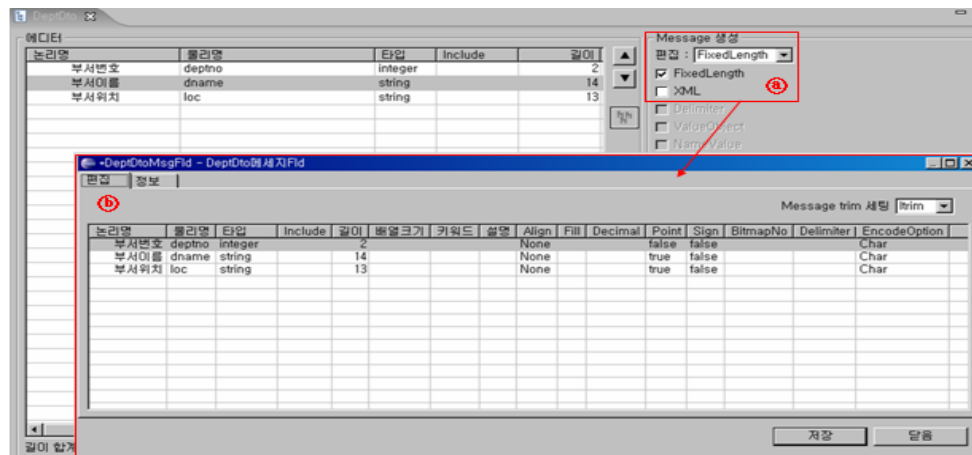 DeptDto
에디터
Message 생성
논리명 물리명 타입 Include 길이
편집 : FixedLength
부서번호 deptno integer 2
FixedLength
부서이름 dname string 14
XML
ⓐ
부서위치 loc string 13
Delimiter
ValueObject
NameValue
*DeptDtoMsgFld - DeptDto메세지Fld
편집 정보
ⓑ
Message trim 세팅 ltrim
논리명 물리명 타입 Include 길이 배열크기 키워드 설명 Align Fill Decimal Point Sign BitmapNo Delimiter EncodeOption
부서번호 deptno integer 2 None false false Char
부서이름 dname string 14 None true false Char
부서위치 loc string 13 None true false Char
저장 닫음
길이 합계